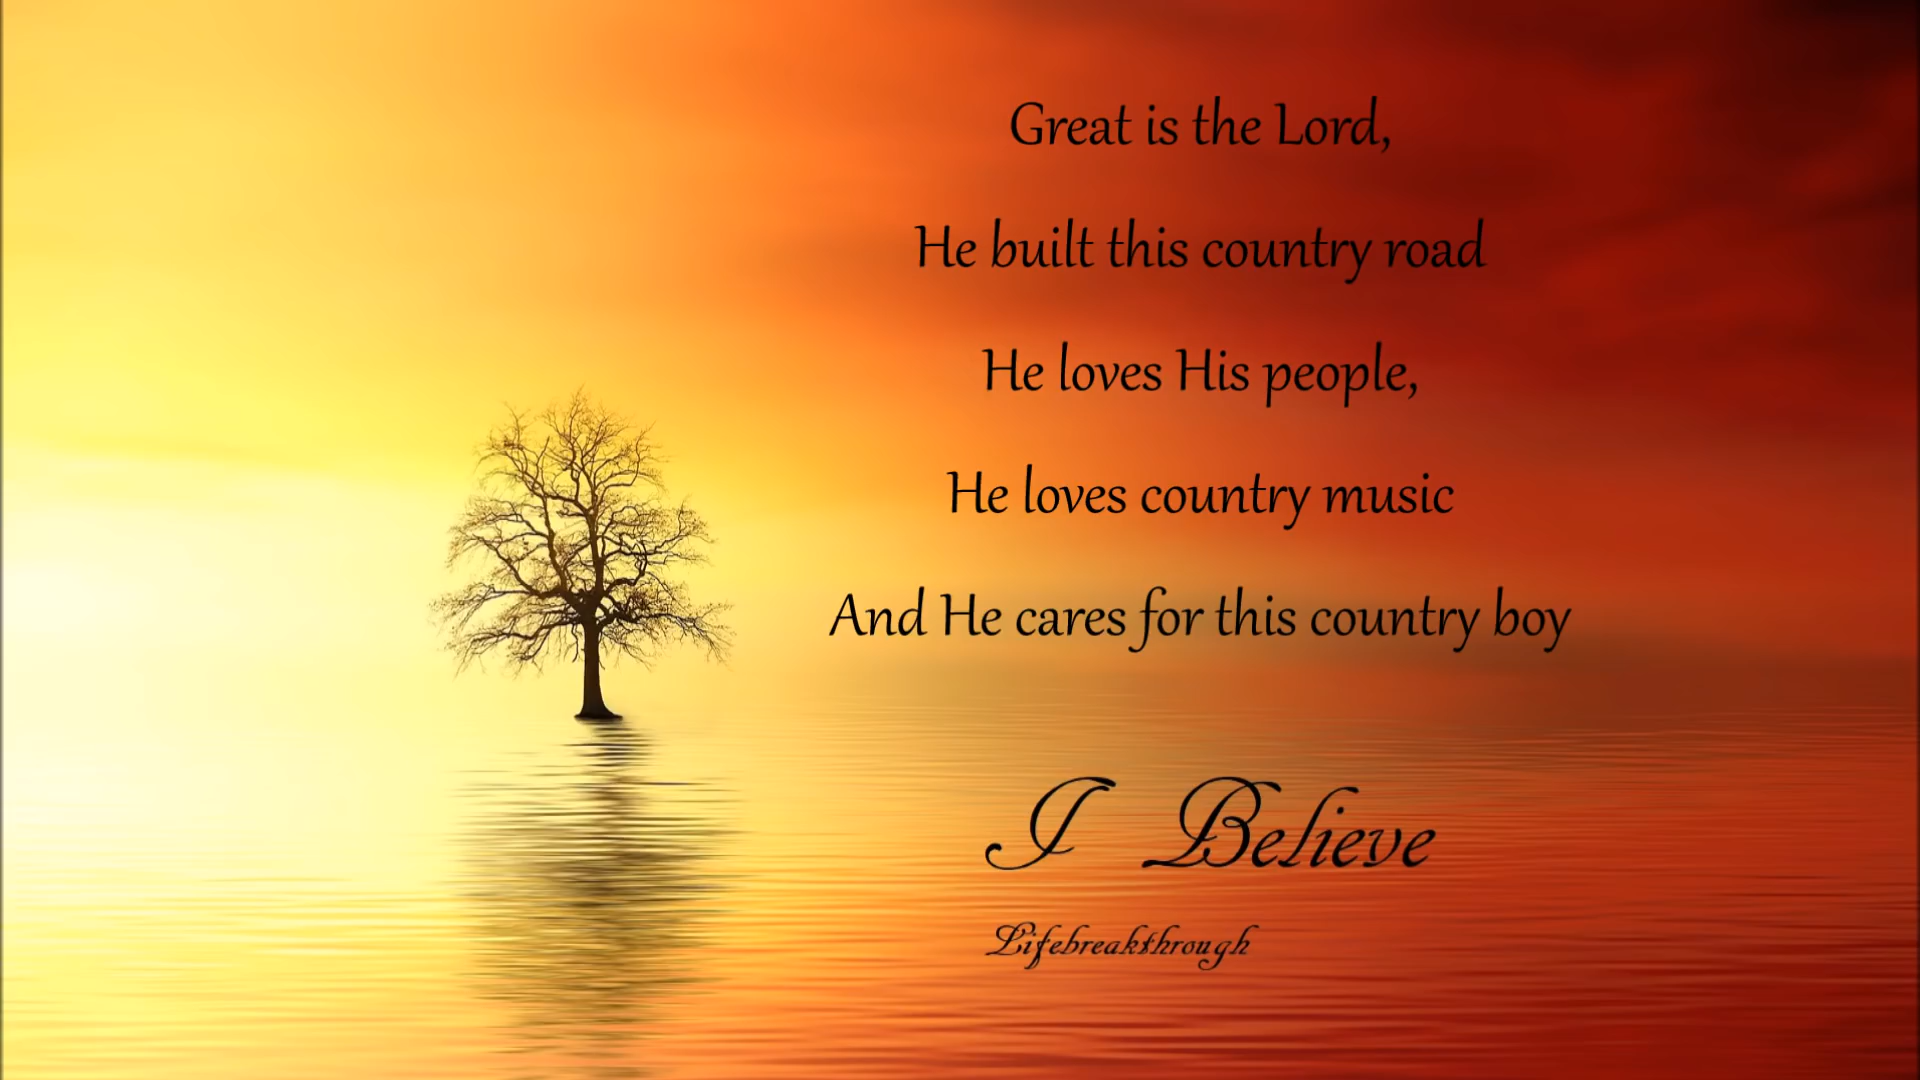 Great is the Lord,
He built this country road
He loves His people,
He loves country music
And He cares for this country boy
I Believe
Lifebreakthrough